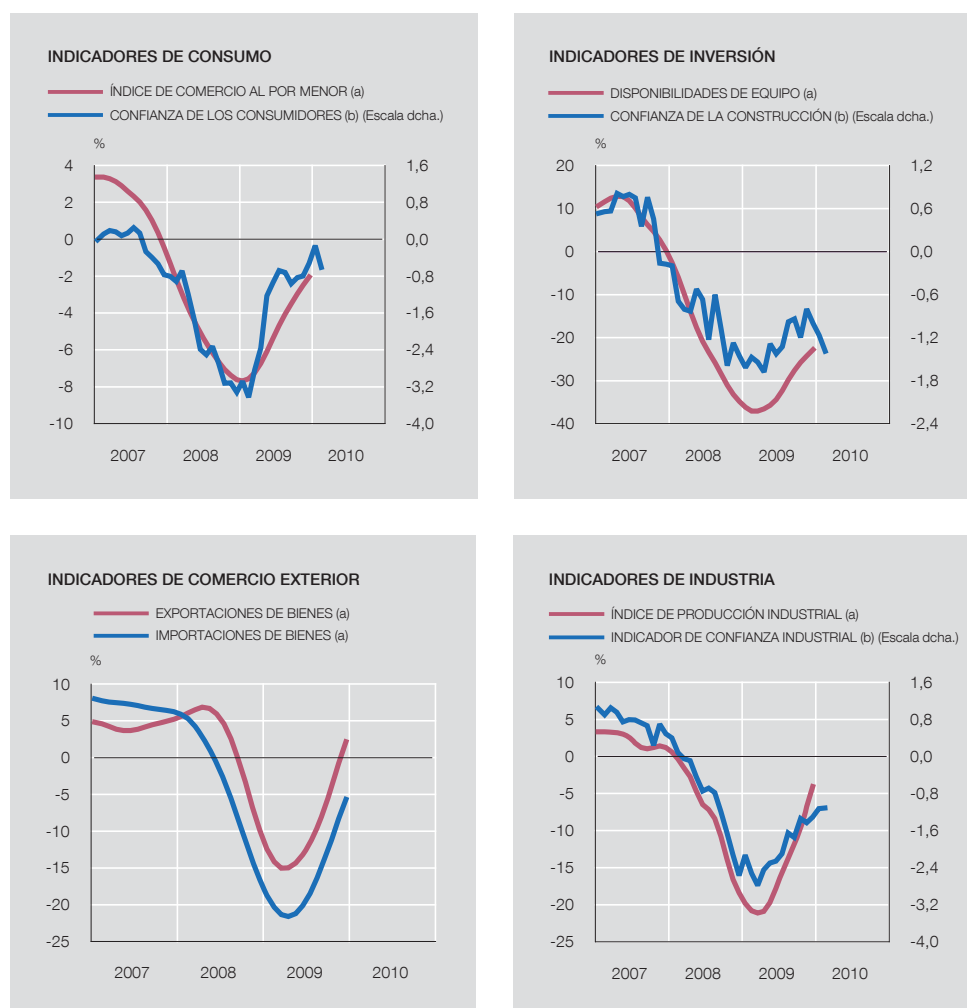 INDICADORES DE CONSUMO
ÍNDICE DE COMERCIO AL POR MENOR (a)
CONFIANZA DE LOS CONSUMIDORES (b) (Escala dcha.)
%
4 1,6
2 0,8
0 0,0
-2 -0,8
-4 -1,6
-6 -2,4
-8 -3,2
-10 -4,0
2007 2008 2009 2010
INDICADORES DE INVERSIÓN
DISPONIBILIDADES DE EQUIPO (a)
CONFIANZA DE LA CONSTRUCCIÓN (b) (Escala dcha.)
%
20 1,2
10 0,6
0 0,0
-10 -0,6
-20 -1,2
-30 -1,8
-40 -2,4
2007 2008 2009 2010
INDICADORES DE COMERCIO EXTERIOR
EXPORTACIONES DE BIENES (a)
IMPORTACIONES DE BIENES (a)
%
10
5
0
-5
-10
-15
-20
-25
2007 2008 2009 2010
INDICADORES DE INDUSTRIA
ÍNDICE DE PRODUCCIÓN INDUSTRIAL (a)
INDICADOR DE CONFIANZA INDUSTRIAL (b) (Escala dcha.)
%
10 1,6
5 0,8
0 0,0
-5 -0,8
-10 -1,6
-15 -2,4
-20 -3,2
-25 -4,0
2007 2008 2009 2010